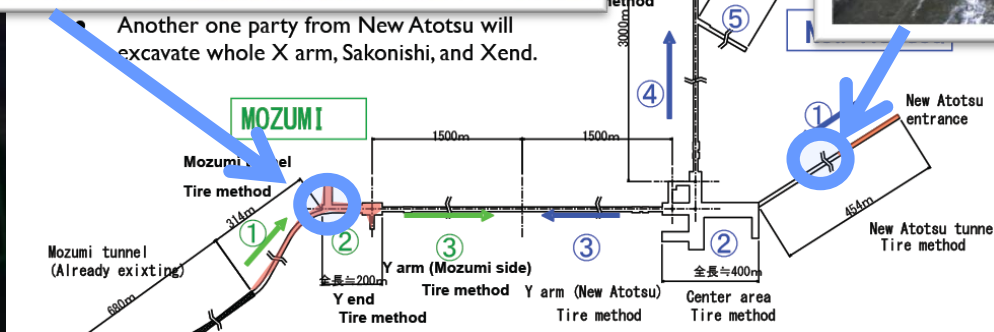 Another one party from New Atotsu will
excavate whole X arm, Sakonishi, and Xend.
3000m
⑤
④
MOZUMI
1500m
1500m
①
New Atotsu
entrance
Tire method
314m
①
②
③
③
②
454m
New Atotsu tunne
Tire method
Mozumi tunnel
(Already exixting)
680m
全長≒200m
Y end
Tire method
Y arm (Mozumi side)
Tire method
Y arm (New Atotsu)
Tire method
全長≒400m
Center area
Tire method